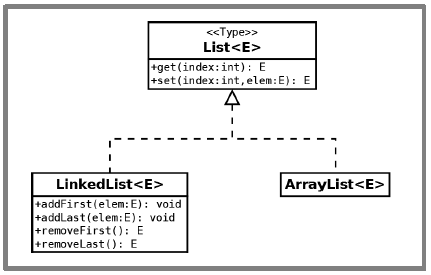 <<Type>>
List<E>
+get(index:int): E
+set(index:int,elem:E): E
LinkedList<E>
+addFirst(elem:E): void
+addLast(elem:E): void
+removeFirst(): E
+removeLast(): E
ArrayList<E>